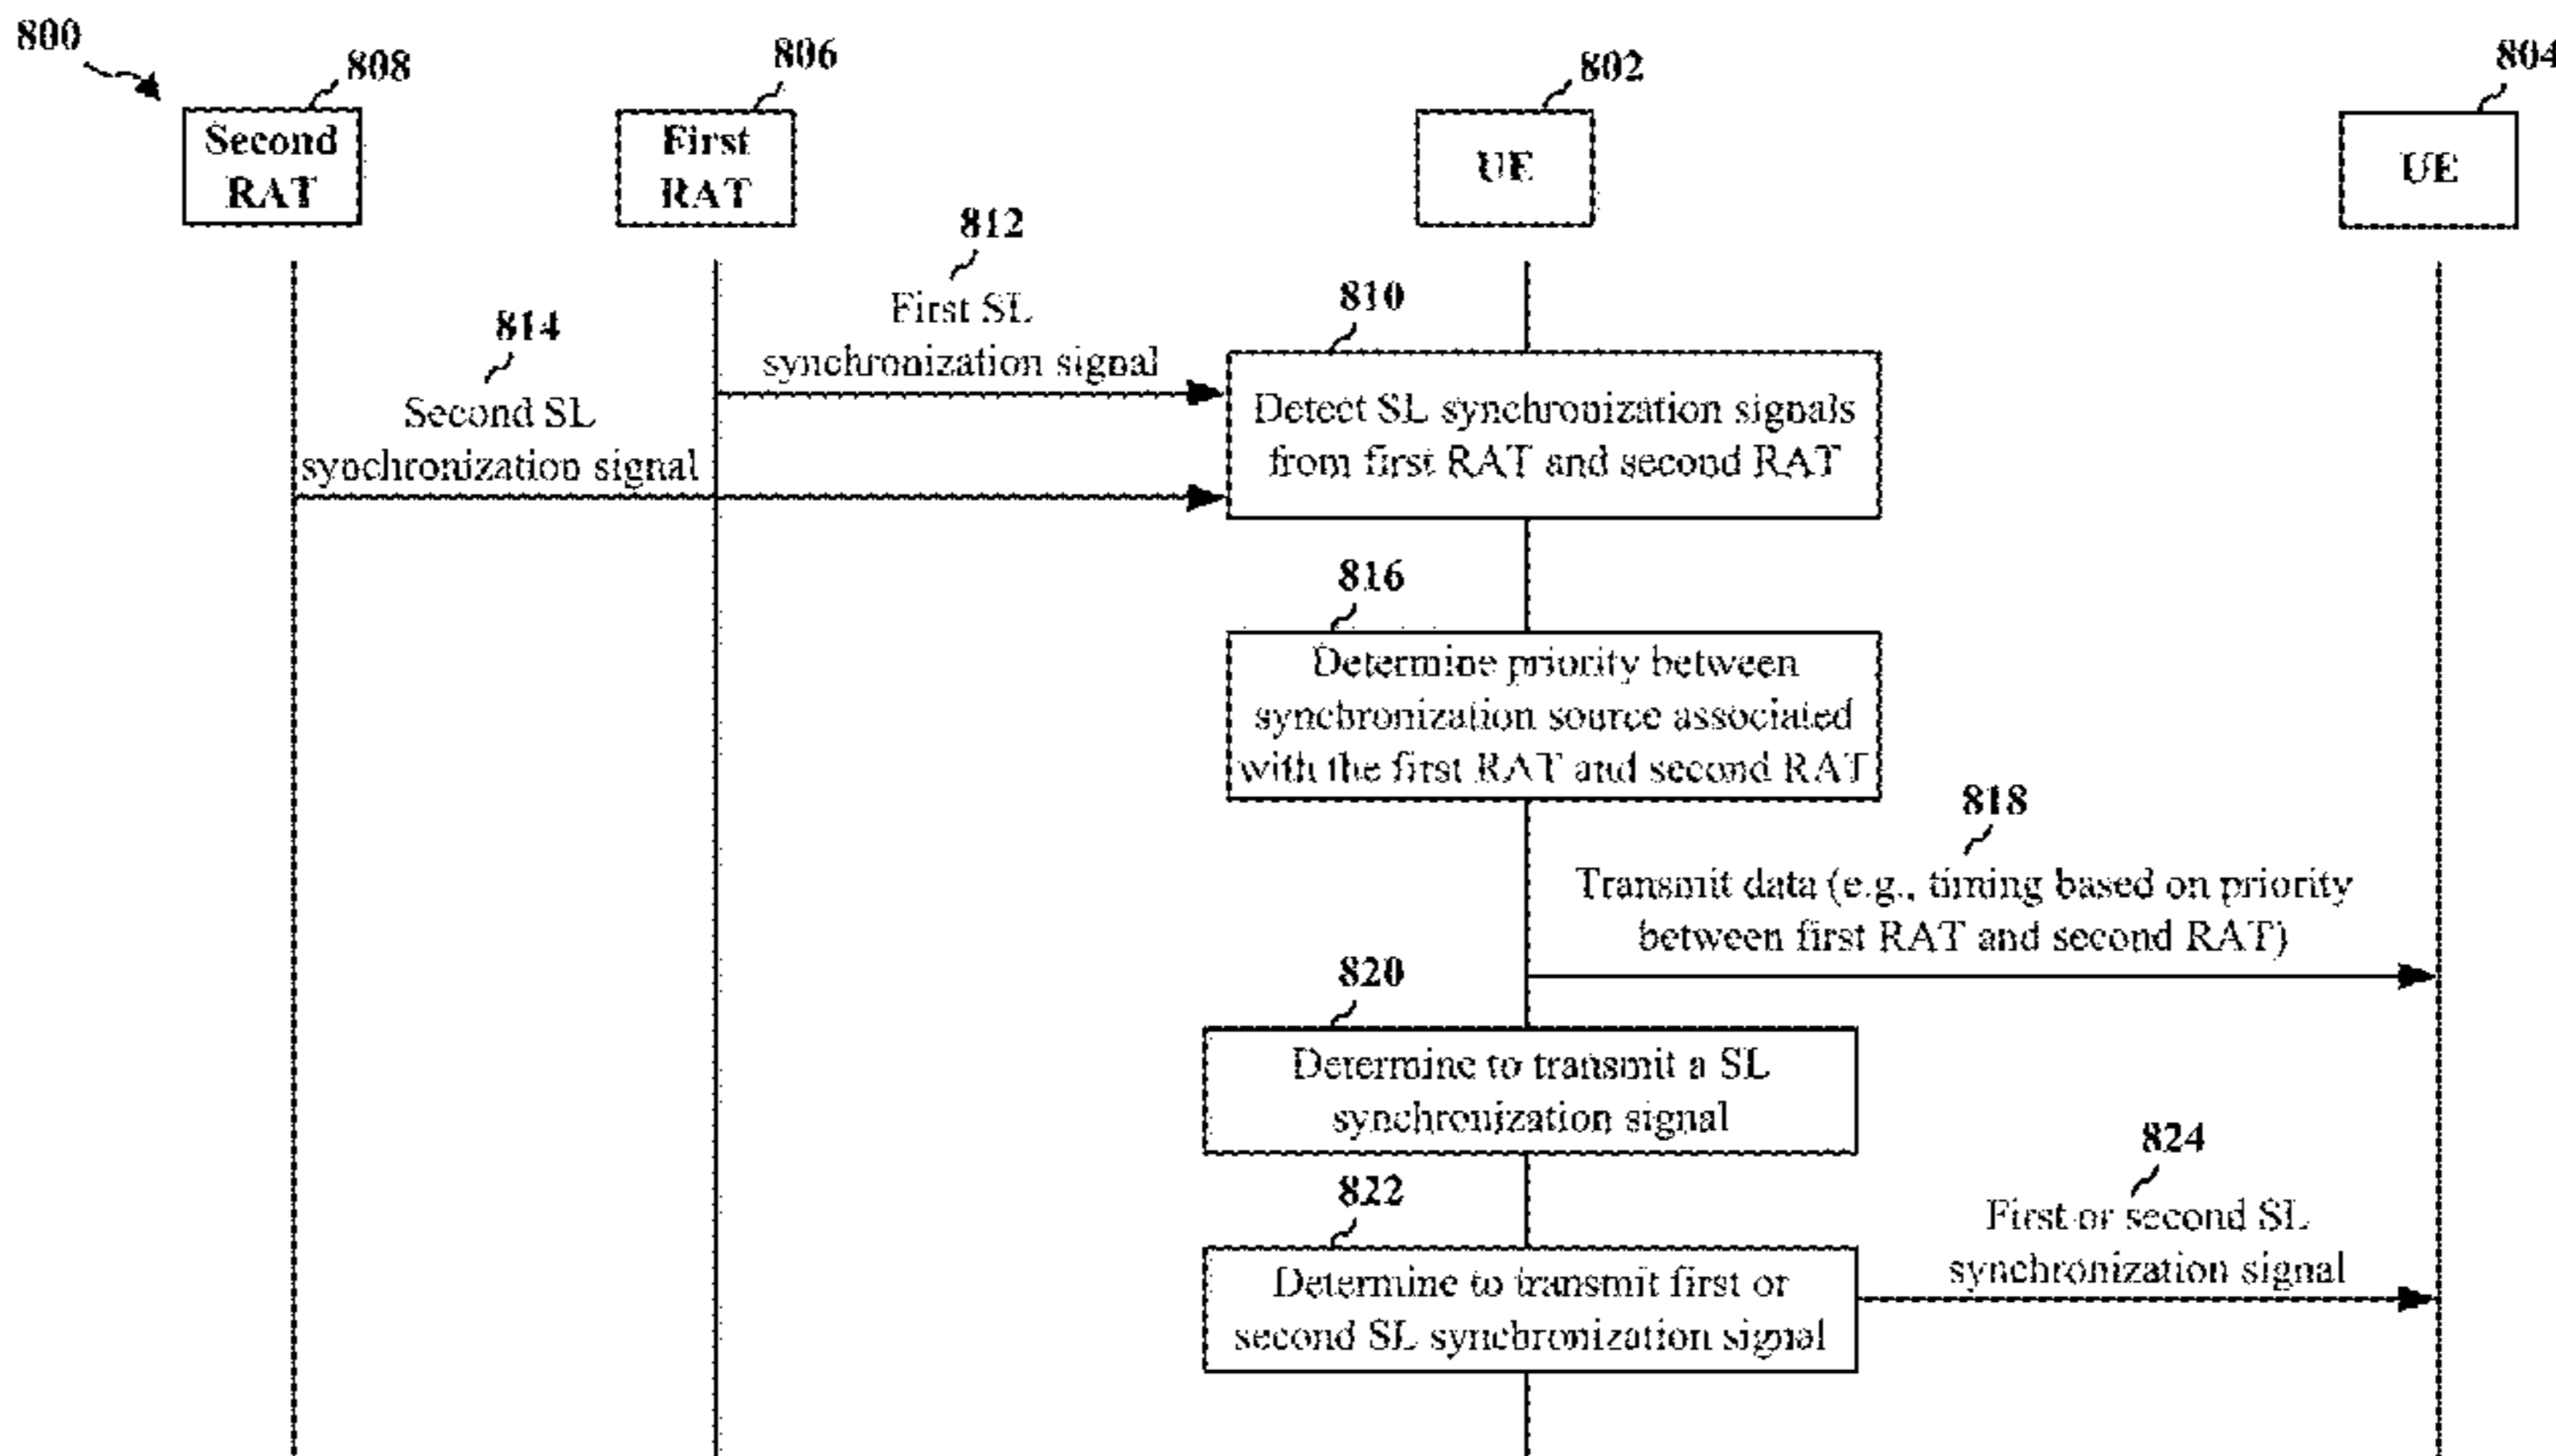 800
808
806
802
804
Second
RAT
First
RAT
UE
UE
812
First SL
synchronization signal
814
Second SL
synchronization signal
810
Detect SL synchronization signals
from first RAT and second RAT
816
Determine priority between
synchronization source associated
with the first RAT and second RAT
818
Transmit data (e.g., timing based on priority
between first RAT and second RAT)
820
Determine to transmit a SL
synchronization signal
822
Determine to transmit first or
second SL synchronization signal
824
First or second SL
synchronization signal